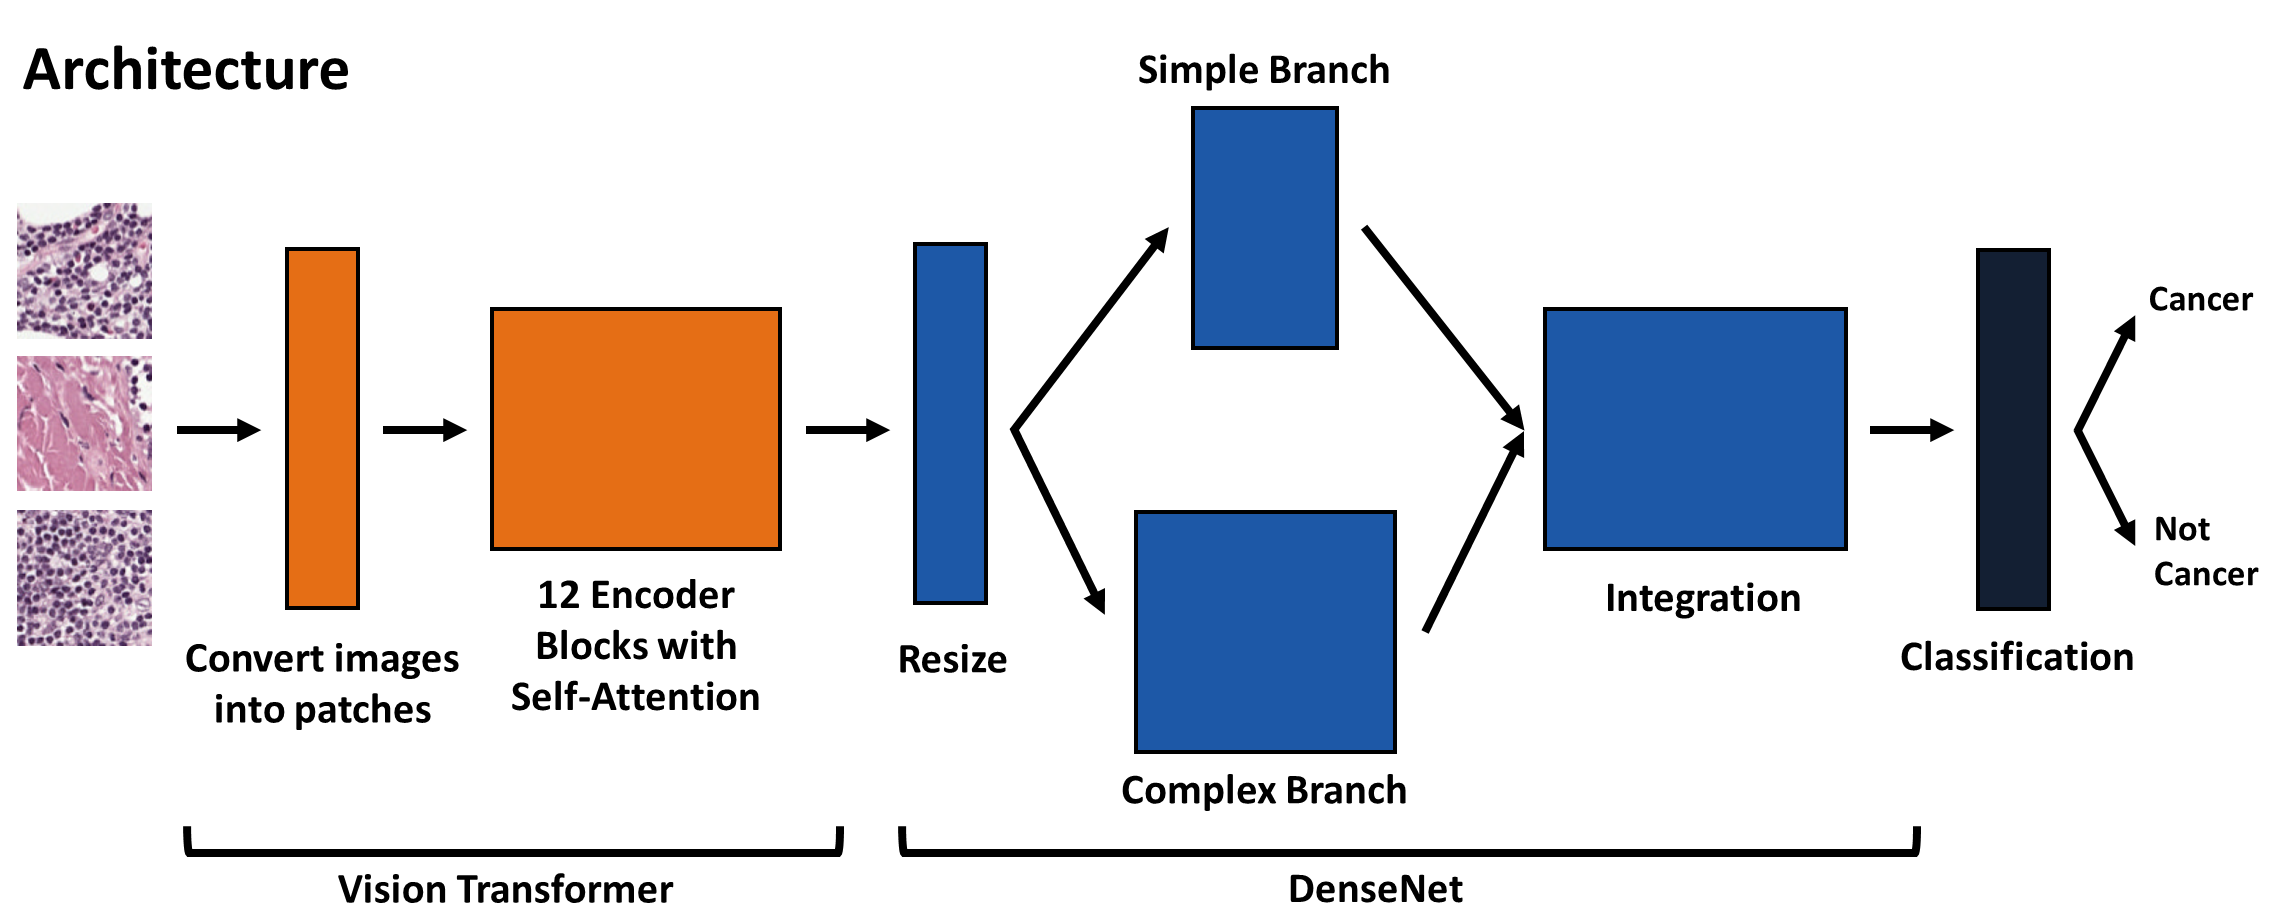 Architecture
Simple Branch
Cancer
Not
Cancer
12 Encoder
Blocks with
Self-Attention
Integration
Convert images
into patches
Resize
Classification
Complex Branch
Vision Transformer
DenseNet